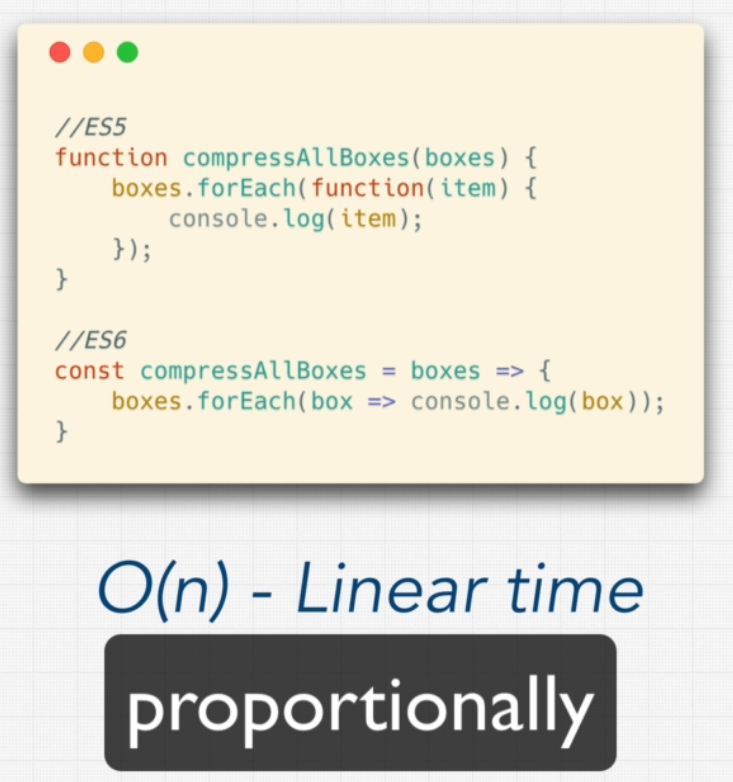 //ES5
function compressAllBoxes(boxes) {
    boxes.forEach(function(item) {
        console.log(item);
    });
}
//ES6
const compressAllBoxes = boxes => {
    boxes.forEach(box => console.log(box));
}
O(n) - Linear time
proportionally